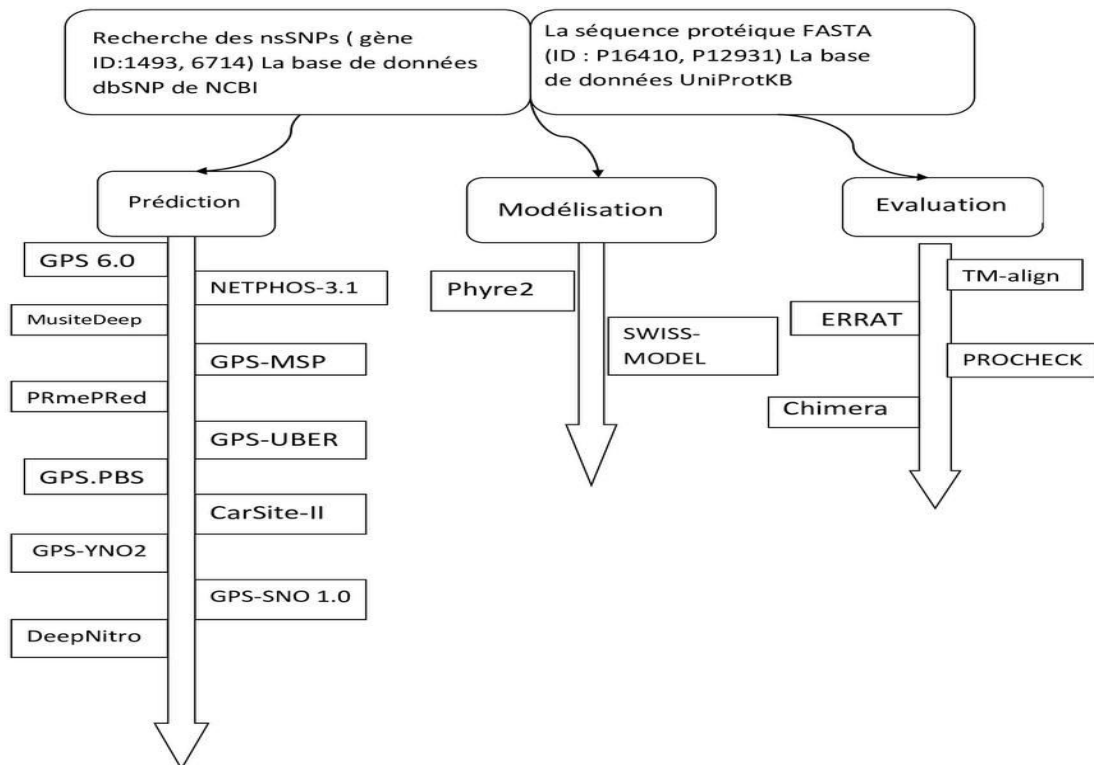 Recherche des nsSNPs ( gène
ID:1493, 6714) La base de données
dbSNP de NCBI
La séquence protéique FASTA
(ID : P16410, P12931) La base
de données UniProtKB
Prédiction
Modélisation
Evaluation
GPS 6.0
NETPHOS-3.1
MusiteDeep
GPS-MSP
PRmePRed
GPS-UBER
GPS.PBS
CarSite-II
GPS-YNO2
GPS-SNO 1.0
DeepNitro
Phyre2
SWISS-
MODEL
TM-align
ERRAT
PROCHECK
Chimera